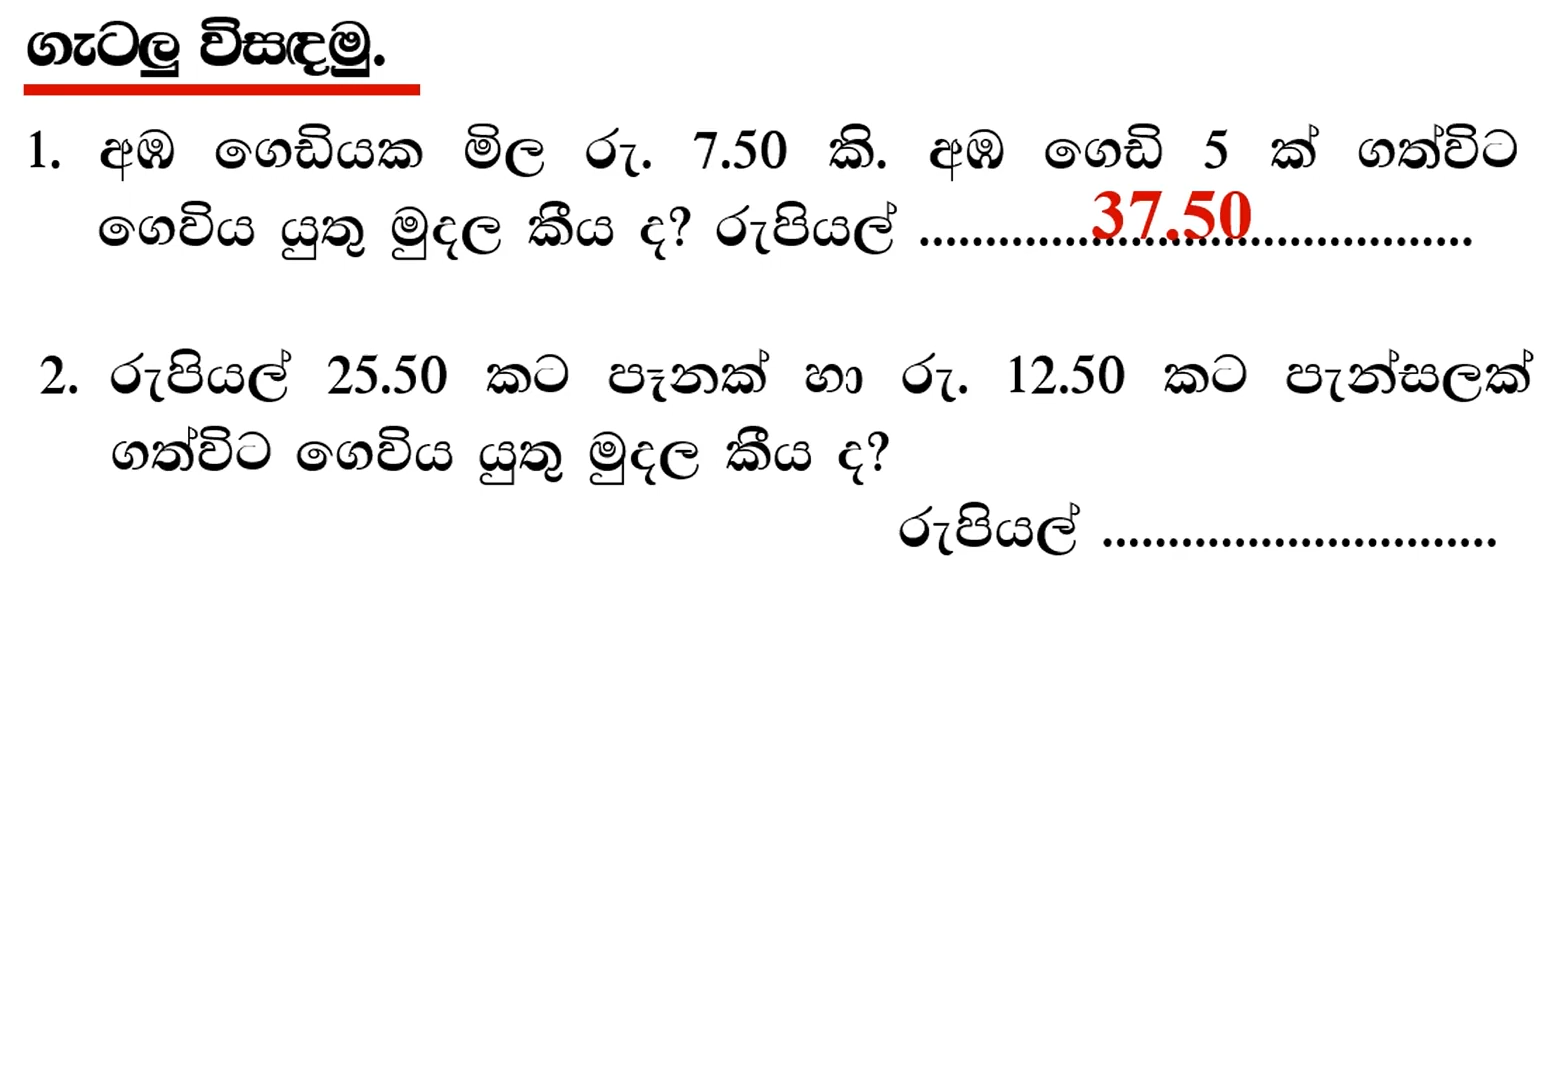 ගැටලු විසඳමු.
1. අඹ ගෙඩියක මිල රු. 7.50 කි. අඹ ගෙඩි 5 ක් ගත්විට
ගෙවිය යුතු මුදල කීය ද? රුපියල් ..........37.50..........
2. රුපියල් 25.50 කට පෑනක් හා රු. 12.50 කට පැන්සලක්
ගත්විට ගෙවිය යුතු මුදල කීය ද?
රුපියල් ..............................